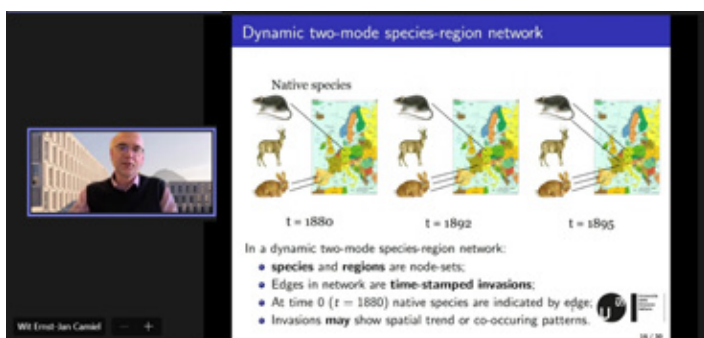 Dynamic two-mode species-region network
Native species
t = 1880
t = 1892
t = 1895
In a dynamic two-mode species-region network:
species and regions are node-sets;
Edges in network are time-stamped invasions;
At time 0 (t = 1880) native species are indicated by edge;
Invasions may show spatial trend or co-occuring patterns.
Wit Ernst-Jan Camiel